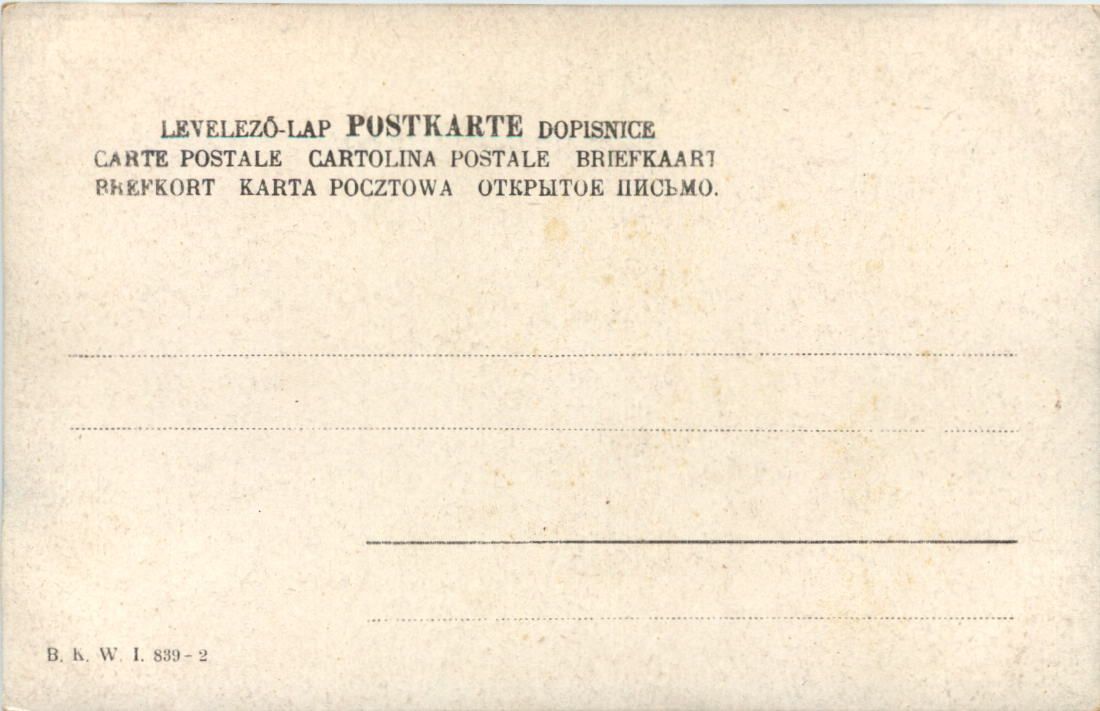 LEVELEZŐ-LAP POSTKARTE DOPISNICE
CARTE POSTALE CARTOLINA POSTALE BRIEFKAART
BREFKORT KARTA POCZTOWA ОТКРЫТОЕ ПИСЬМО.
B. K. W. I. 839-2